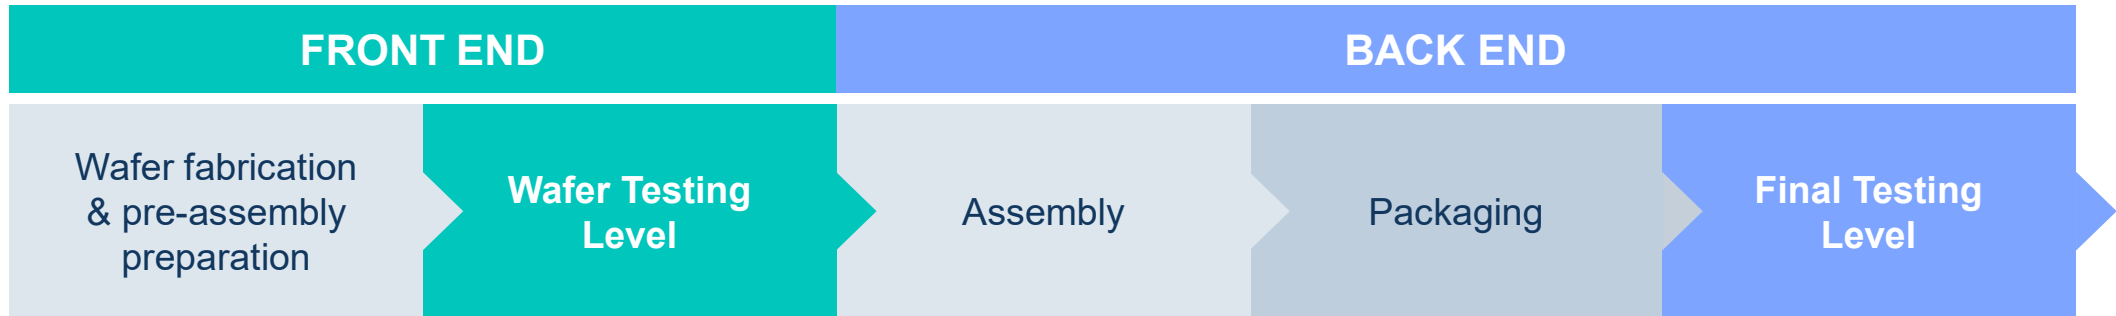 FRONT END
BACK END
Wafer fabrication
& pre-assembly
preparation
Wafer Testing
Level
Assembly
Packaging
Final Testing
Level